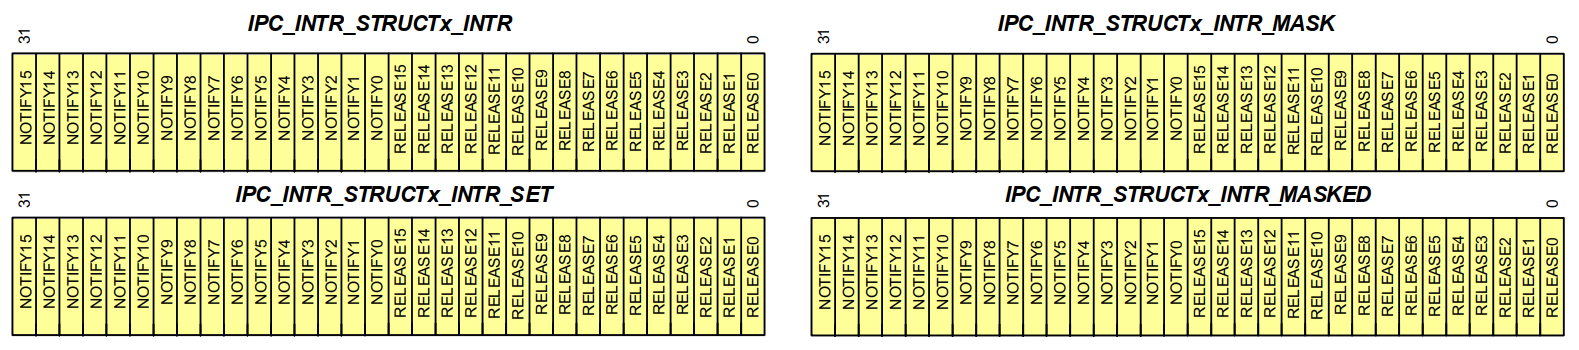 IPC_INTR_STRUCTx_INTR
31 0
NOTIFY15 NOTIFY14 NOTIFY13 NOTIFY12 NOTIFY11 NOTIFY10 NOTIFY9 NOTIFY8 NOTIFY7 NOTIFY6 NOTIFY5 NOTIFY4 NOTIFY3 NOTIFY2 NOTIFY1 NOTIFY0 RELEASE15 RELEASE14 RELEASE13 RELEASE12 RELEASE11 RELEASE10 RELEASE9 RELEASE8 RELEASE7 RELEASE6 RELEASE5 RELEASE4 RELEASE3 RELEASE2 RELEASE1 RELEASE0
IPC_INTR_STRUCTx_INTR_MASK
31 0
NOTIFY15 NOTIFY14 NOTIFY13 NOTIFY12 NOTIFY11 NOTIFY10 NOTIFY9 NOTIFY8 NOTIFY7 NOTIFY6 NOTIFY5 NOTIFY4 NOTIFY3 NOTIFY2 NOTIFY1 NOTIFY0 RELEASE15 RELEASE14 RELEASE13 RELEASE12 RELEASE11 RELEASE10 RELEASE9 RELEASE8 RELEASE7 RELEASE6 RELEASE5 RELEASE4 RELEASE3 RELEASE2 RELEASE1 RELEASE0
IPC_INTR_STRUCTx_INTR_SET
31 0
NOTIFY15 NOTIFY14 NOTIFY13 NOTIFY12 NOTIFY11 NOTIFY10 NOTIFY9 NOTIFY8 NOTIFY7 NOTIFY6 NOTIFY5 NOTIFY4 NOTIFY3 NOTIFY2 NOTIFY1 NOTIFY0 RELEASE15 RELEASE14 RELEASE13 RELEASE12 RELEASE11 RELEASE10 RELEASE9 RELEASE8 RELEASE7 RELEASE6 RELEASE5 RELEASE4 RELEASE3 RELEASE2 RELEASE1 RELEASE0
IPC_INTR_STRUCTx_INTR_MASKED
31 0
NOTIFY15 NOTIFY14 NOTIFY13 NOTIFY12 NOTIFY11 NOTIFY10 NOTIFY9 NOTIFY8 NOTIFY7 NOTIFY6 NOTIFY5 NOTIFY4 NOTIFY3 NOTIFY2 NOTIFY1 NOTIFY0 RELEASE15 RELEASE14 RELEASE13 RELEASE12 RELEASE11 RELEASE10 RELEASE9 RELEASE8 RELEASE7 RELEASE6 RELEASE5 RELEASE4 RELEASE3 RELEASE2 RELEASE1 RELEASE0